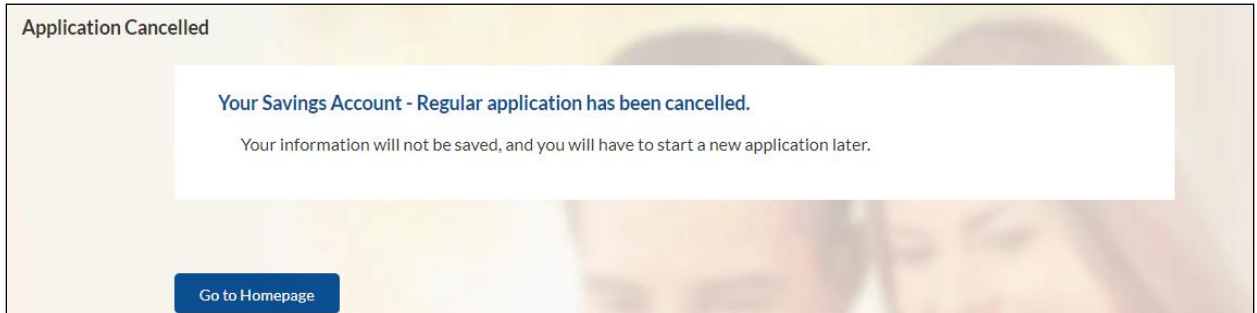 Application Cancelled
Your Savings Account - Regular application has been cancelled.
Your information will not be saved, and you will have to start a new application later.
Go to Homepage